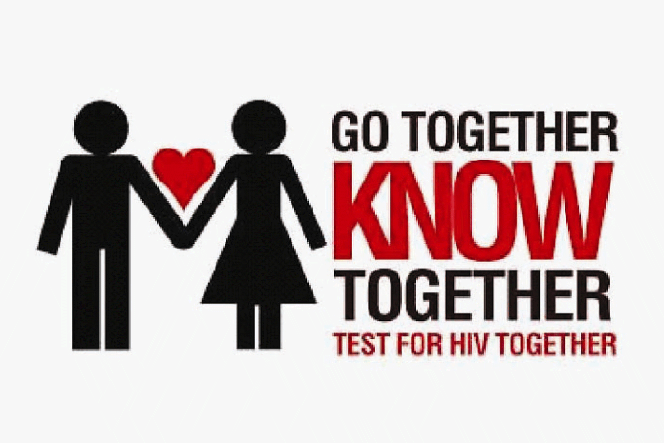 GO TOGETHER
KNOW
TOGETHER
TEST FOR HIV TOGETHER